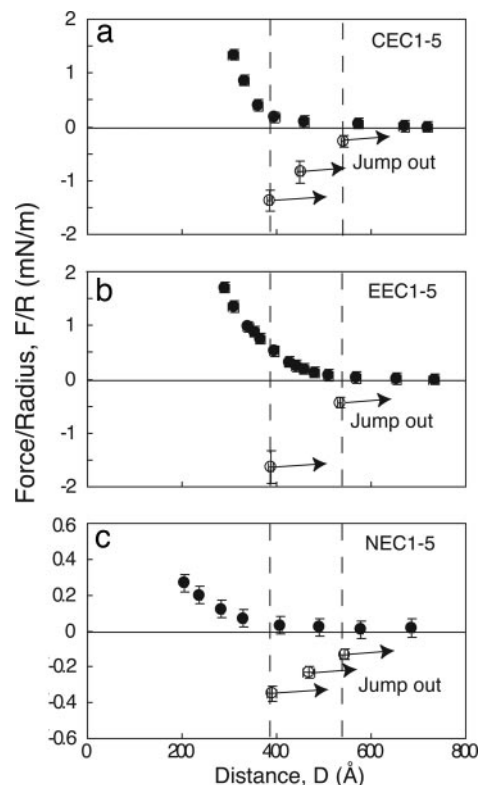 a
CEC1-5
2
1
0
-1
-2
Jump out
b
EEC1-5
2
1
0
-1
-2
Jump out
c
NEC1-5
0.6
0.4
0.2
0
-0.2
-0.4
-0.6
Jump out
0
200
400
600
800
Force/Radius, F/R (mN/m)
Distance, D (Å)